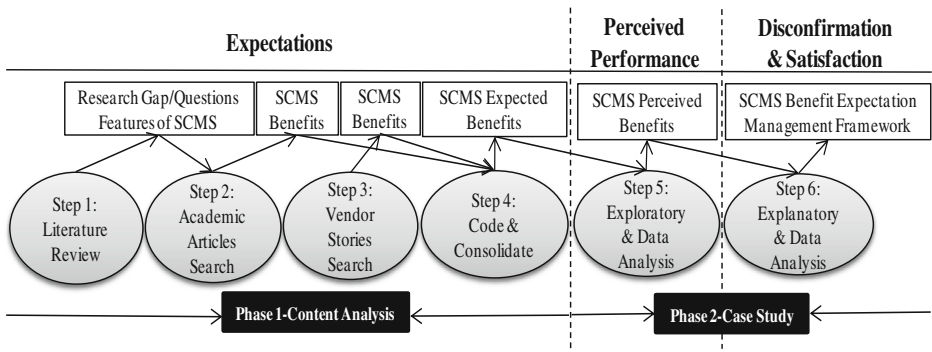 Expectations
Perceived
Performance
Disconfirmation
& Satisfaction
Research Gap/Questions
Features of SCMS
SCMS
Benefits
SCMS
Benefits
SCMS Expected
Benefits
SCMS Perceived
Benefits
SCMS Benefit Expectation
Management Framework
Step 1:
Literature
Review
Step 2:
Academic
Articles
Search
Step 3:
Vendor
Stories
Search
Step 4:
Code &
Consolidate
Step 5:
Exploratory
& Data
Analysis
Step 6:
Explanatory
& Data
Analysis
Phase 1-Content Analysis
Phase 2-Case Study